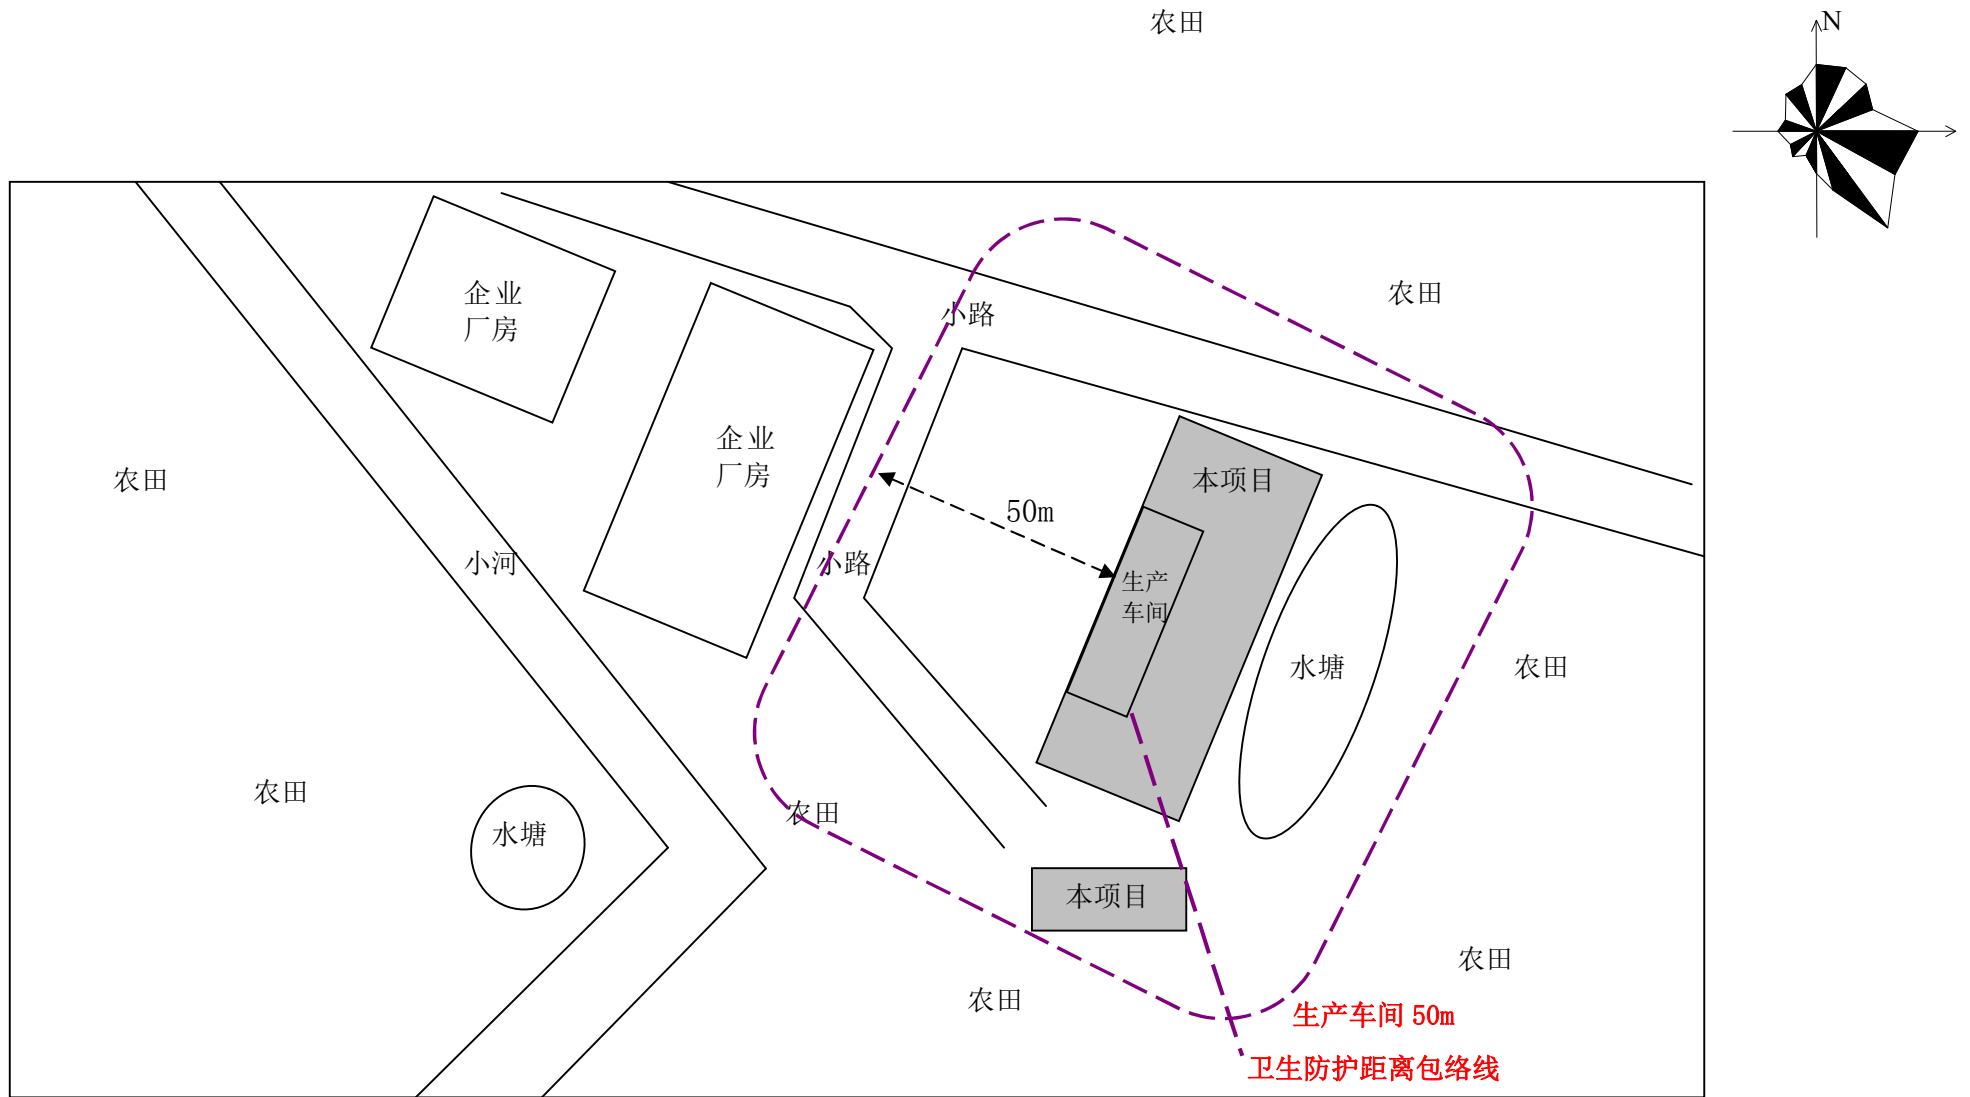 农田
N
企业
厂房
农田
小路
企业
厂房
农田
本项目
50m
小河
小路
生产
车间
水塘
农田
农田
农田
水塘
本项目
农田
农田
生产车间 50m
卫生防护距离包络线